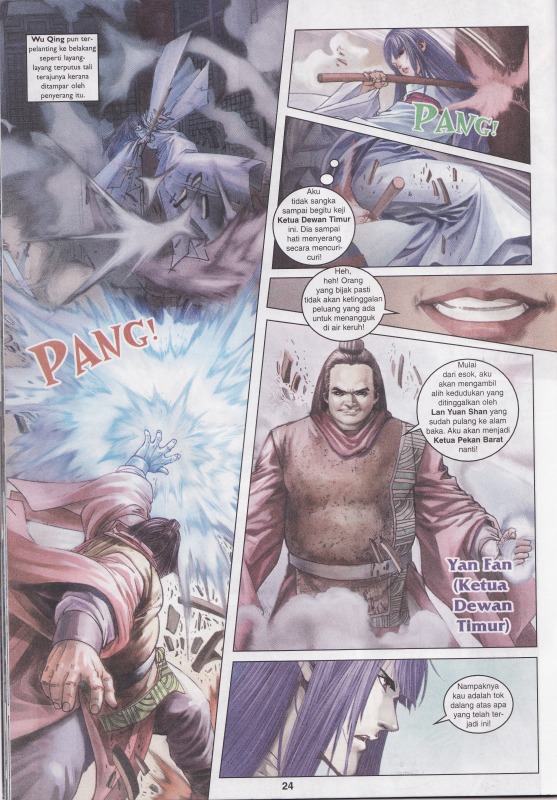 Wu Qing pun ter-
pelanting ke belakang
seperti layang-
layang terputus tali
terajunya kerana
ditampar oleh
penyerang itu.
PANG!
PANG!
Aku
tidak sangka
sampai begitu keji
Ketua Dewan Timur
ini. Dia sampai
hati menyerang
secara mencuri-
curi!
Heh,
heh! Orang
yang bijak pasti
tidak akan ketinggalan
peluang yang ada
untuk menangguk
di air keruh!
Mulai
dari esok, aku
akan mengambil
alih kedudukan yang
ditinggalkan oleh
Lan Yuan Shan yang
sudah pulang ke alam
baka. Aku akan menjadi
Ketua Pekan Barat
nanti!
Yan Fan
(Ketua
Dewan
Timur)
Nampaknya
kau adalah tok
dalang atas apa
yang telah ter-
jadi ini!
24